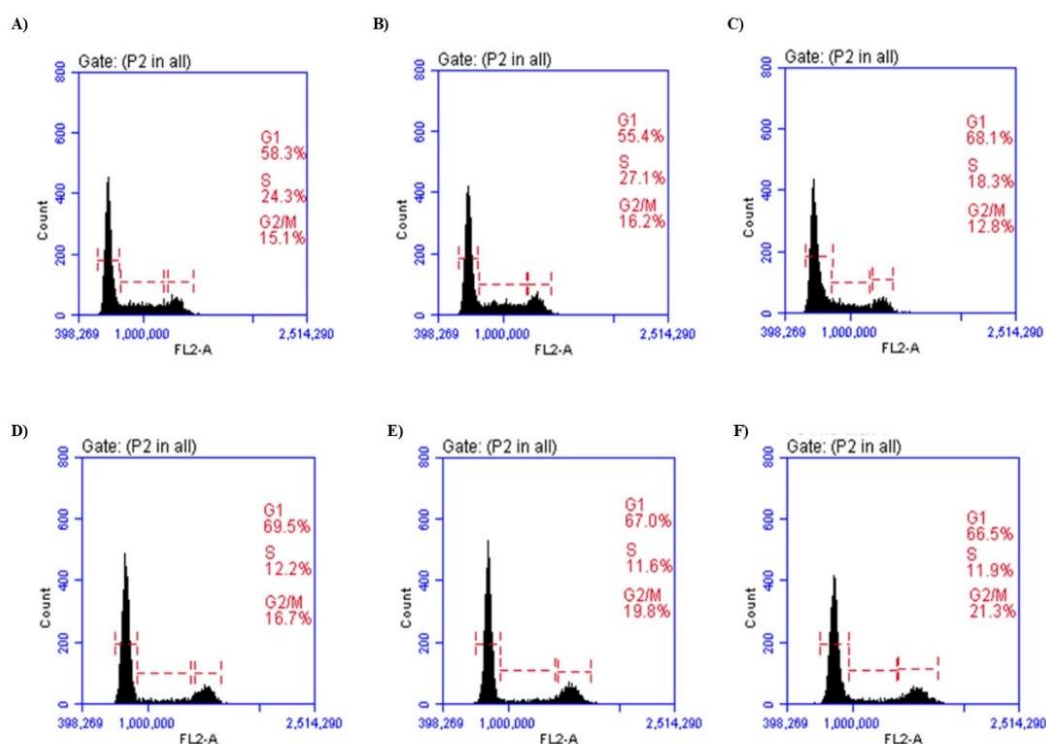 A)
Gate: (P2 in all)
800
600
400
200
0
Count
G1
58.3%
S
24.3%
G2/M
15.1%
398,269
1,000,000
2,514,290
FL2-A
B)
Gate: (P2 in all)
800
600
400
200
0
Count
G1
55.4%
S
27.1%
G2/M
16.2%
398,269
1,000,000
2,514,290
FL2-A
C)
Gate: (P2 in all)
800
600
400
200
0
Count
G1
68.1%
S
18.3%
G2/M
12.8%
398,269
1,000,000
2,514,290
FL2-A
D)
Gate: (P2 in all)
800
600
400
200
0
Count
G1
69.5%
S
12.2%
G2/M
16.7%
398,269
1,000,000
2,514,290
FL2-A
E)
Gate: (P2 in all)
800
600
400
200
0
Count
G1
67.0%
S
11.6%
G2/M
19.8%
398,269
1,000,000
2,514,290
FL2-A
F)
Gate: (P2 in all)
800
600
400
200
0
Count
G1
66.5%
S
11.9%
G2/M
21.3%
398,269
1,000,000
2,514,290
FL2-A